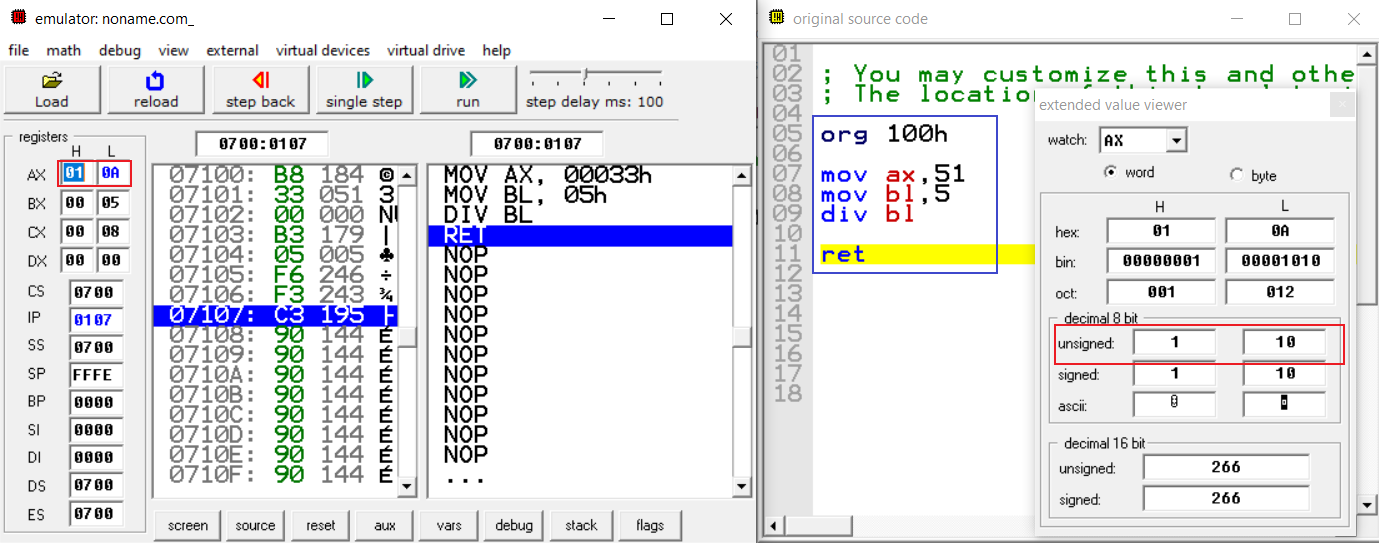 emulator: noname.com_
file math debug view external virtual devices virtual drive help
Load reload step back single step run step delay ms: 100
registers
H L
AX 01 0A
BX 00 05
CX 00 08
DX 00 00
CS 0700
IP 0107
SS 0700
SP FFFE
BP 0000
SI 0000
DI 0000
DS 0700
ES 0700
0700:0107
07100: B8 184 ©
07101: 33 051 3
07102: 00 000 NU
07103: B3 179 |
07104: 05 005 ♣
07105: F6 246 ÷
07106: F3 243 ¾
07107: C3 195 ├
07108: 90 144 É
07109: 90 144 É
0710A: 90 144 É
0710B: 90 144 É
0710C: 90 144 É
0710D: 90 144 É
0710E: 90 144 É
0710F: 90 144 É
0700:0107
MOV AX, 00033h
MOV BL, 05h
DIV BL
RET
NOP
NOP
NOP
NOP
NOP
NOP
NOP
NOP
NOP
NOP
NOP
...
screen source reset aux vars debug stack flags
original source code
01
02 ; You may customize this and othe
03 ; The location
04
05 org 100h
06
07 mov ax,51
08 mov bl,5
09 div bl
10
11 ret
12
13
14
15
16
17
18
extended value viewer
watch: AX
word byte
H L
hex: 01 0A
bin: 00000001 00001010
oct: 001 012
decimal 8 bit
unsigned: 1 10
signed: 1 10
ascii:
decimal 16 bit
unsigned: 266
signed: 266